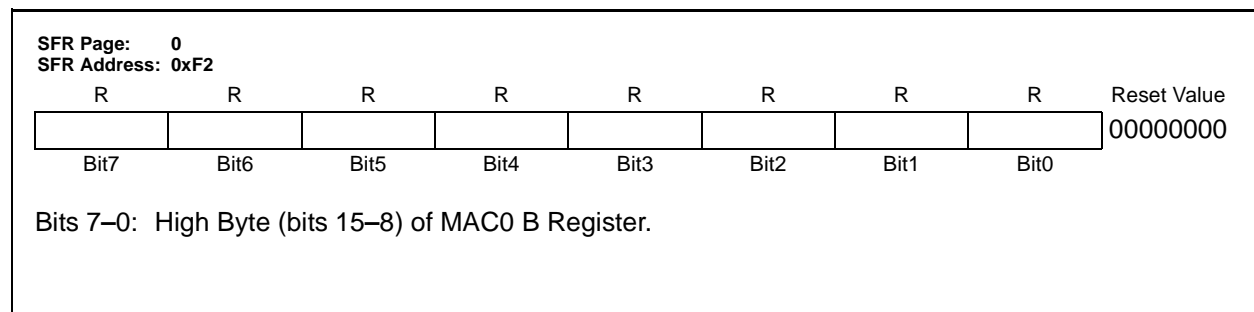 SFR Page: 0
SFR Address: 0xF2
R R R R R R R R Reset Value
00000000
Bit7 Bit6 Bit5 Bit4 Bit3 Bit2 Bit1 Bit0
Bits 7–0: High Byte (bits 15–8) of MAC0 B Register.